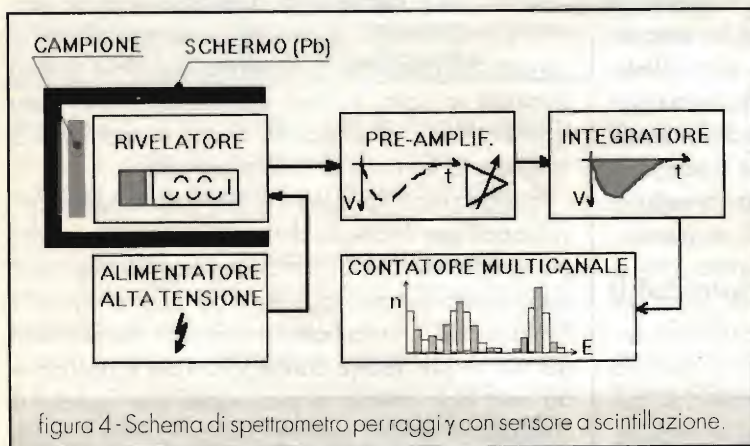 CAMPIONE
SCHERMO (Pb)
RIVELATORE
PRE-AMPLIF.
t
V
INTEGRATORE
t
V
ALIMENTATORE
ALTA TENSIONE
CONTATORE MULTICANALE
n
E
figura 4 - Schema di spettrometro per raggi γ con sensore a scintillazione.